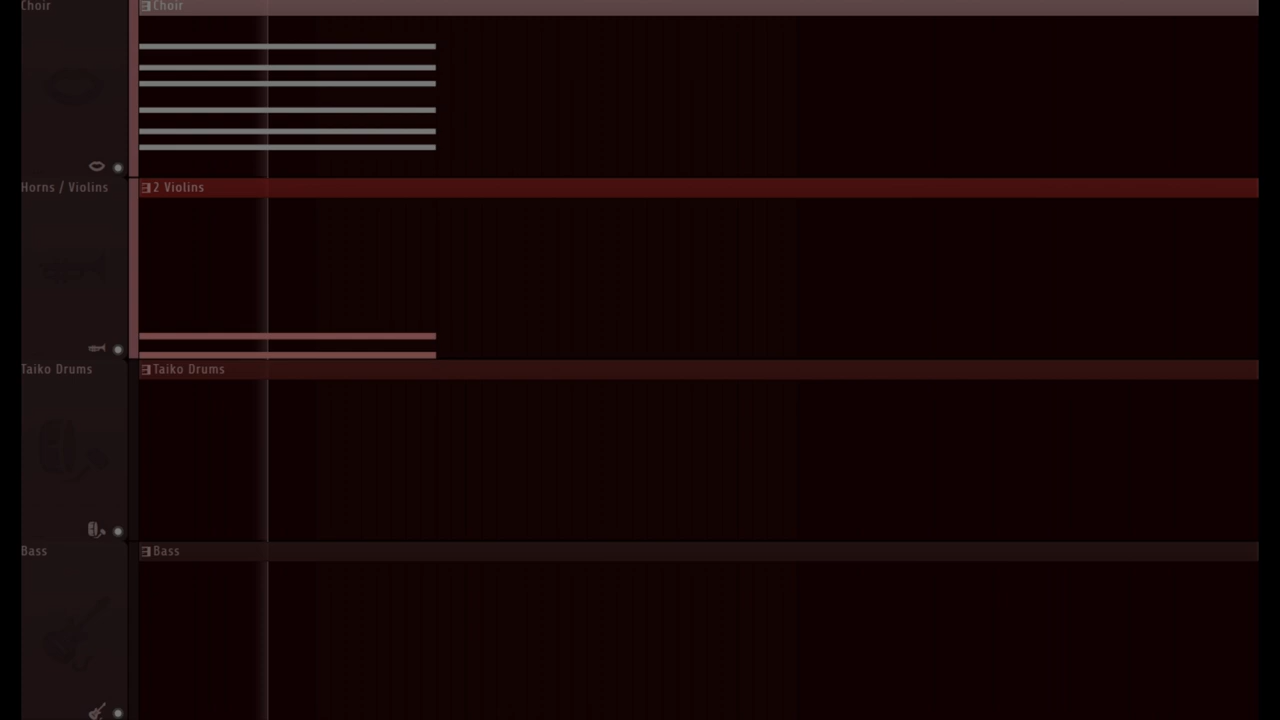 Choir
Choir
Horns / Violins
2 Violins
Taiko Drums
Taiko Drums
Bass
Bass